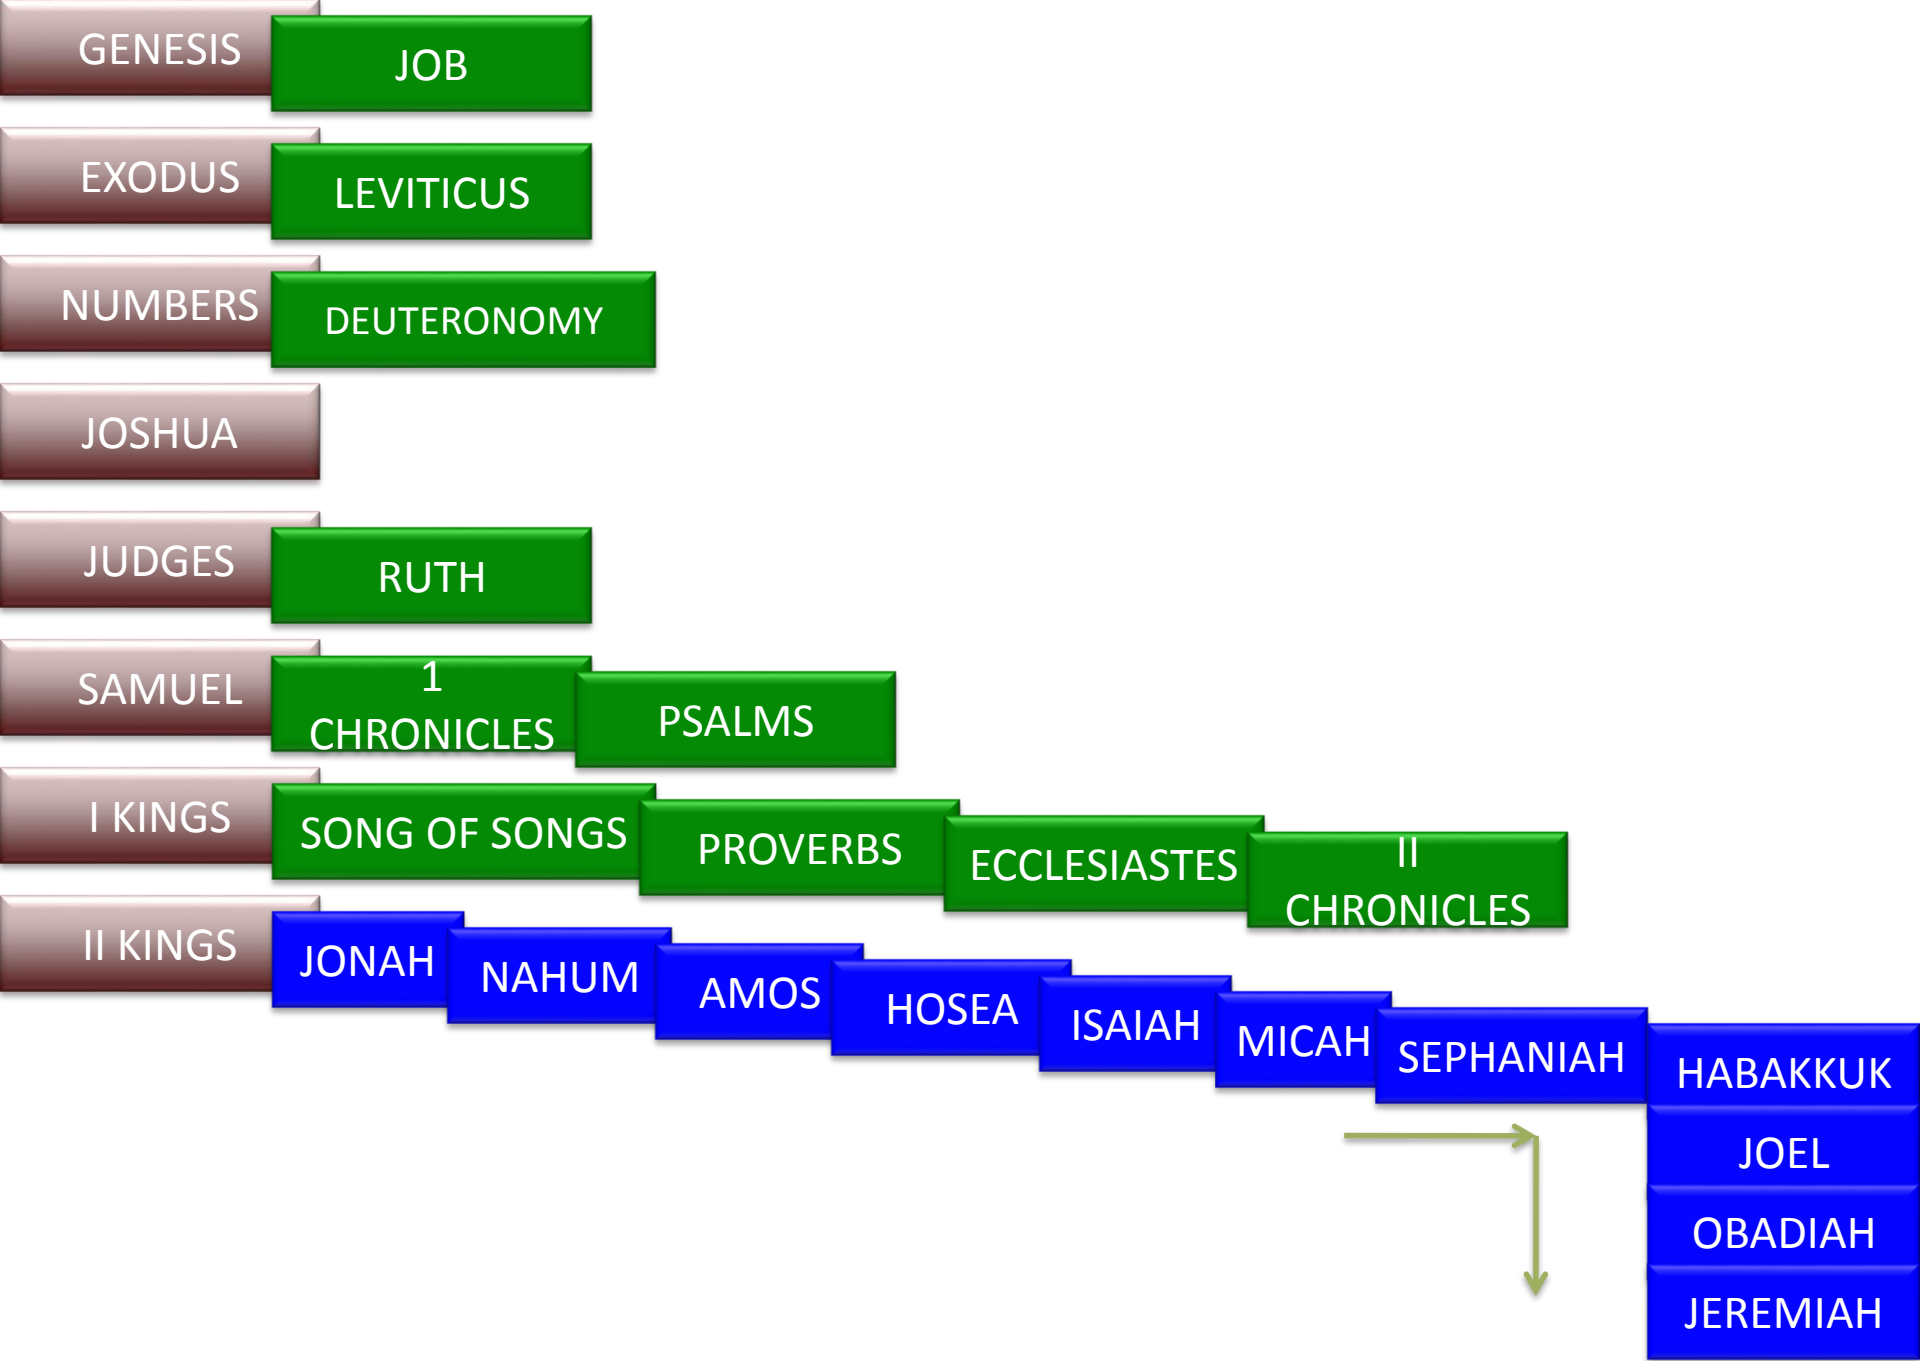 GENESIS
JOB
EXODUS
LEVITICUS
NUMBERS
DEUTERONOMY
JOSHUA
JUDGES
RUTH
SAMUEL
1
CHRONICLES
PSALMS
I KINGS
SONG OF SONGS
PROVERBS
ECCLESIASTES
II
CHRONICLES
II KINGS
JONAH
NAHUM
AMOS
HOSEA
ISAIAH
MICAH
SEPHANIAH
HABAKKUK
JOEL
OBADIAH
JEREMIAH